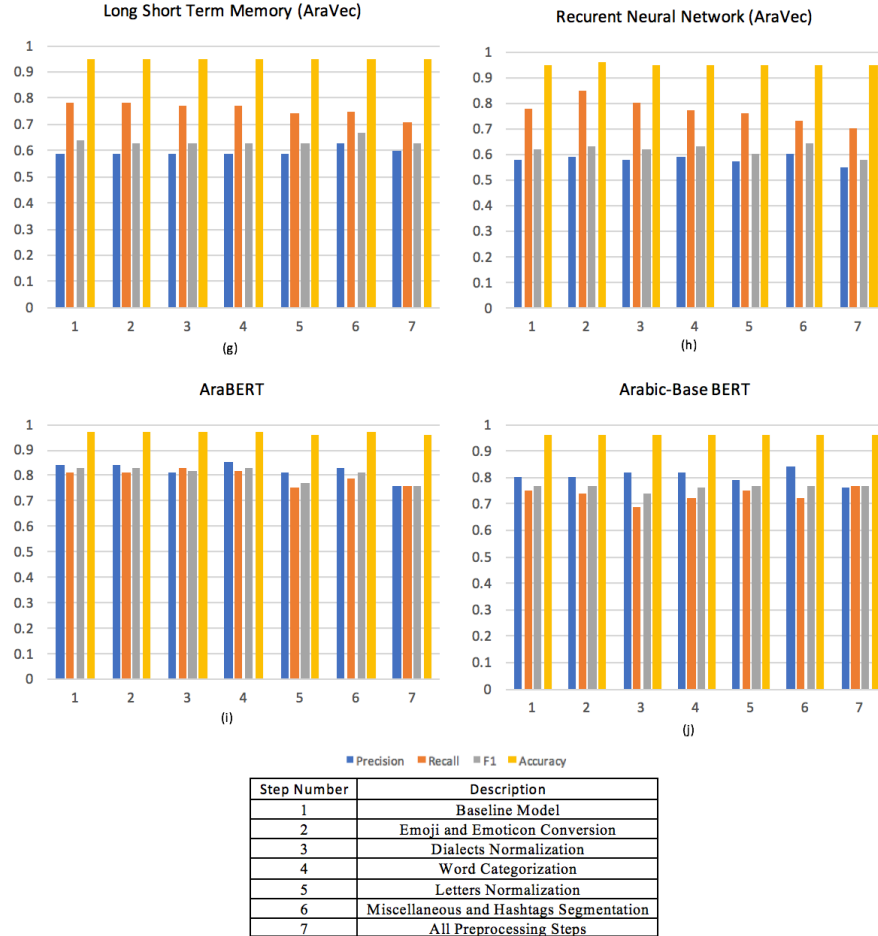 Long Short Term Memory (AraVec)
1
0.9
0.8
0.7
0.6
0.5
0.4
0.3
0.2
0.1
0
1 2 3 4 5 6 7
(g)
Recurent Neural Network (AraVec)
1
0.9
0.8
0.7
0.6
0.5
0.4
0.3
0.2
0.1
0
1 2 3 4 5 6 7
(h)
AraBERT
1
0.9
0.8
0.7
0.6
0.5
0.4
0.3
0.2
0.1
0
1 2 3 4 5 6 7
(i)
Arabic-Base BERT
1
0.9
0.8
0.7
0.6
0.5
0.4
0.3
0.2
0.1
0
1 2 3 4 5 6 7
(j)
Precision Recall F1 Accuracy
Step Number Description
1 Baseline Model
2 Emoji and Emoticon Conversion
3 Dialects Normalization
4 Word Categorization
5 Letters Normalization
6 Miscellaneous and Hashtags Segmentation
7 All Preprocessing Steps